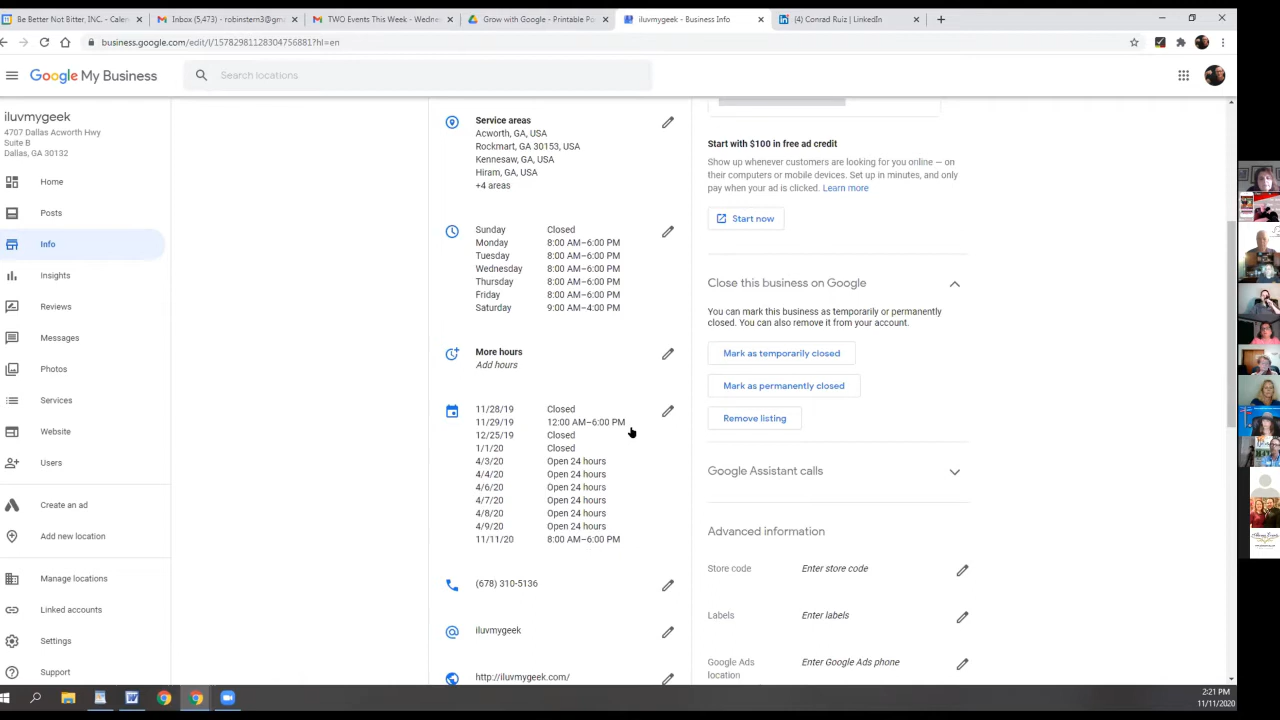 Be Better Not Bitter, INC. - Calen
Inbox (5,473) - robinstern3@gm
TWO Events This Week - Wednes
Grow with Google - Printable Po
iluvmygeek - Business Info
(4) Conrad Ruiz | LinkedIn
business.google.com/edit/l/15782981128304756881?hl=en
Google My Business
Search locations
iluvmygeek
4707 Dallas Acworth Hwy
Suite B
Dallas, GA 30132
Home
Posts
Info
Insights
Reviews
Messages
Photos
Services
Website
Users
Create an ad
Add new location
Manage locations
Linked accounts
Settings
Support
Service areas
Acworth, GA, USA
Rockmart, GA 30153, USA
Kennesaw, GA, USA
Hiram, GA, USA
+4 areas
Sunday Closed
Monday 8:00 AM–6:00 PM
Tuesday 8:00 AM–6:00 PM
Wednesday 8:00 AM–6:00 PM
Thursday 8:00 AM–6:00 PM
Friday 8:00 AM–6:00 PM
Saturday 9:00 AM–4:00 PM
More hours
Add hours
11/28/19 Closed
11/29/19 12:00 AM–6:00 PM
12/25/19 Closed
1/1/20 Closed
4/3/20 Open 24 hours
4/4/20 Open 24 hours
4/6/20 Open 24 hours
4/7/20 Open 24 hours
4/8/20 Open 24 hours
4/9/20 Open 24 hours
11/11/20 8:00 AM–6:00 PM
(678) 310-5136
iluvmygeek
http://iluvmygeek.com/
Start with $100 in free ad credit
Show up whenever customers are looking for you online — on
their computers or mobile devices. Set up in minutes, and only
pay when your ad is clicked. Learn more
Start now
Close this business on Google
You can mark this business as temporarily or permanently
closed. You can also remove it from your account.
Mark as temporarily closed
Mark as permanently closed
Remove listing
Google Assistant calls
Advanced information
Store code Enter store code
Labels Enter labels
Google Ads Enter Google Ads phone
location
2:21 PM
11/11/2020